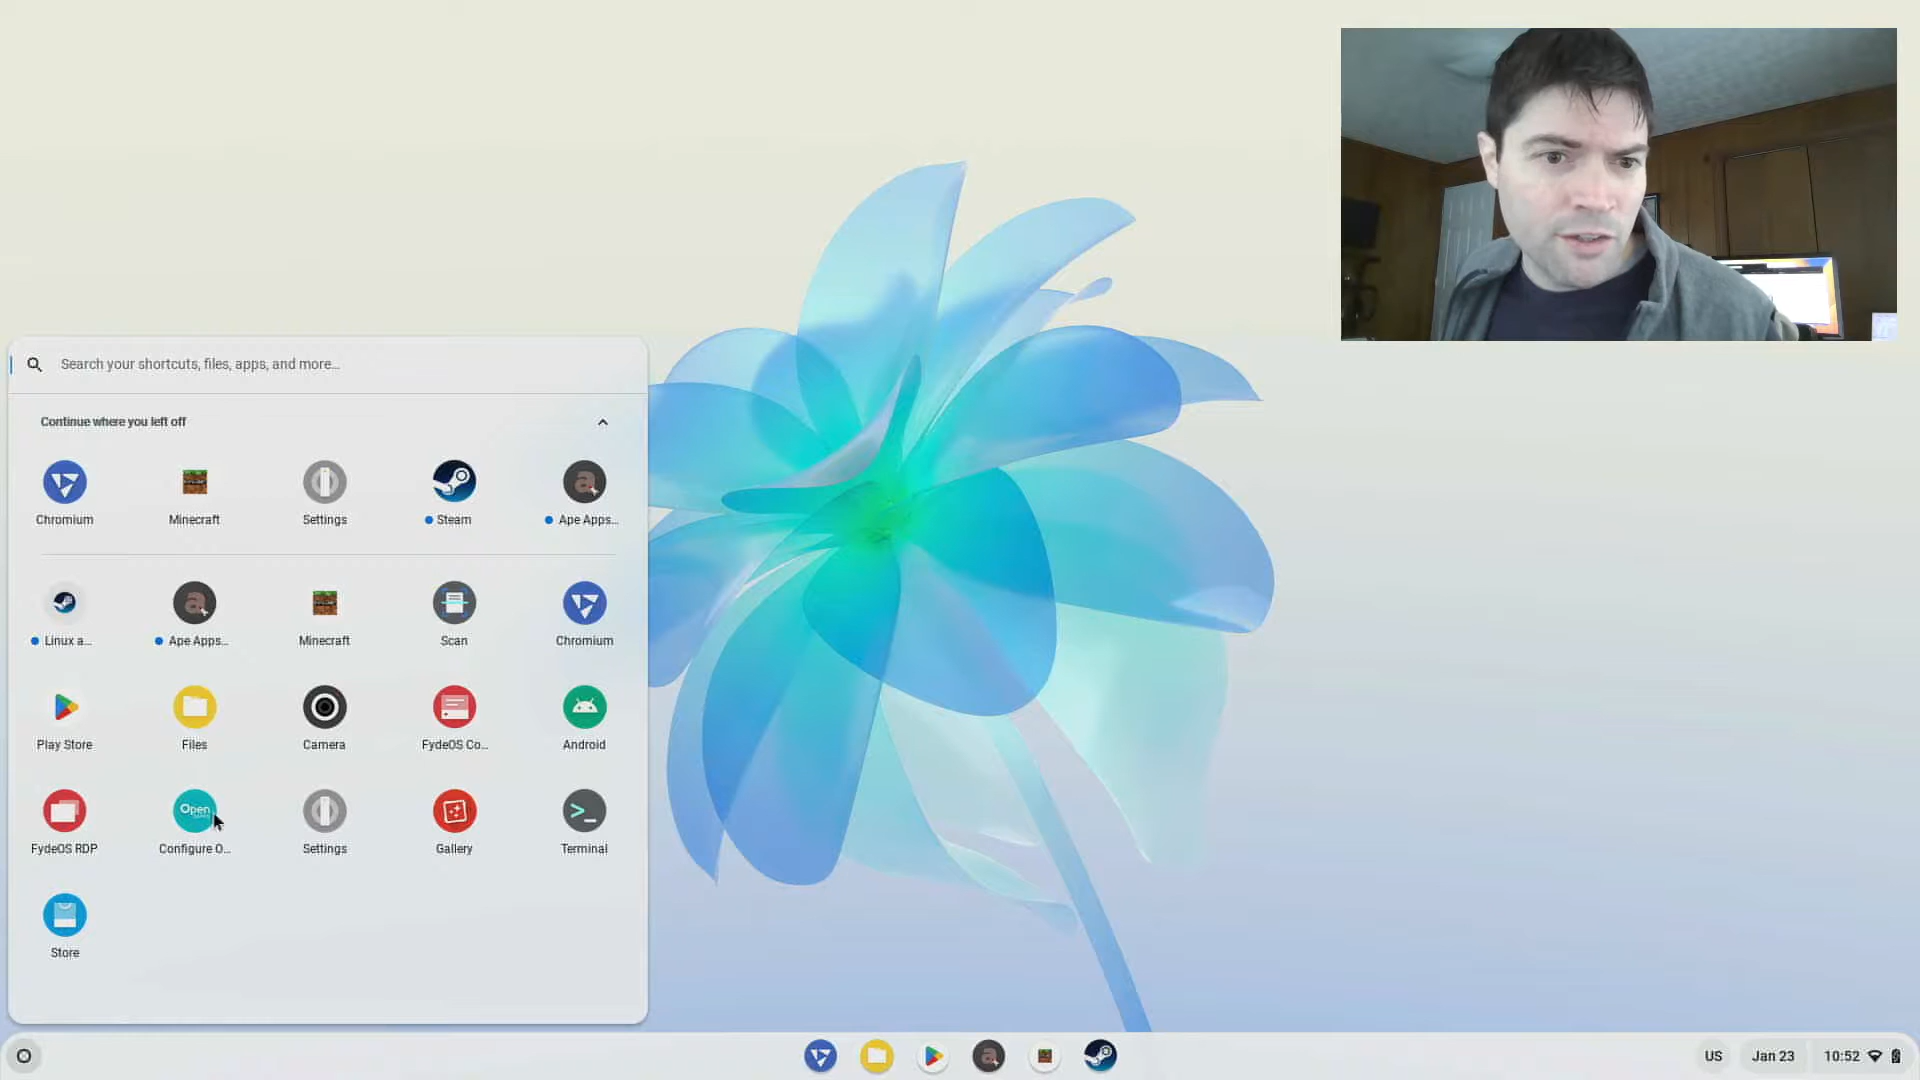 Search your shortcuts, files, apps, and more...
Continue where you left off
Chromium
Minecraft
Settings
Steam
Ape Apps...
Linux a...
Ape Apps...
Minecraft
Scan
Chromium
Play Store
Files
Camera
FydeOS Co...
Android
Open
FydeOS RDP
Configure O...
Settings
Gallery
Terminal
Store
US
Jan 23
10:52